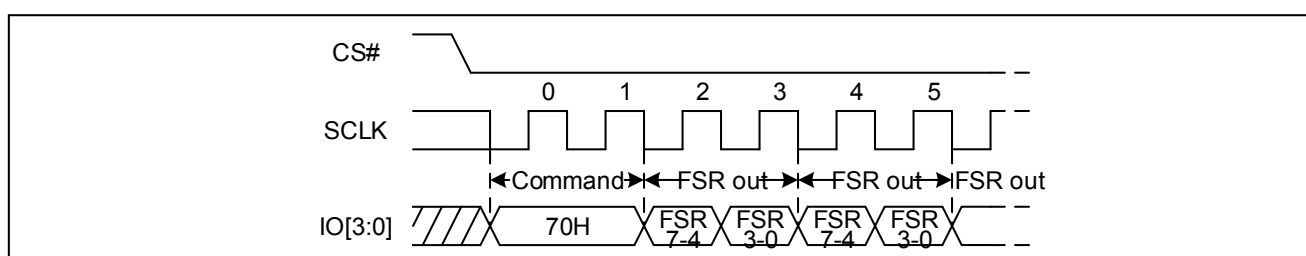 CS#
0 1 2 3 4 5
SCLK
Command FSR out FSR out FSR out
IO[3:0] 70H FSR 7-4 FSR 3-0 FSR 7-4 FSR 3-0